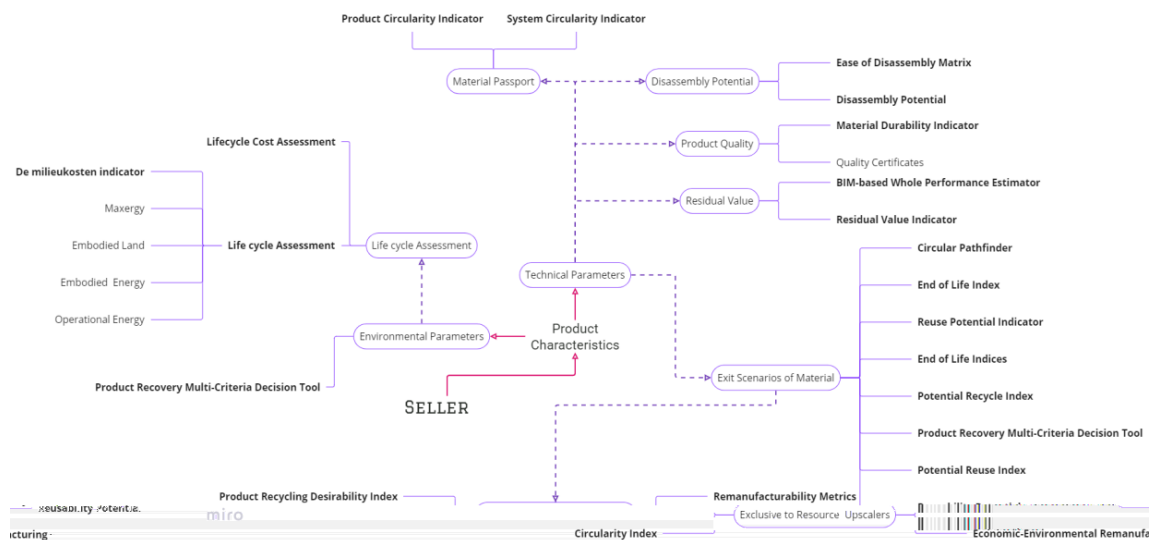 Product Circularity Indicator
System Circularity Indicator
Material Passport
Disassembly Potential
Ease of Disassembly Matrix
Disassembly Potential
Material Durability Indicator
Product Quality
Quality Certificates
Lifecycle Cost Assessment
De milieukosten indicator
BIM-based Whole Performance Estimator
Residual Value
Maxergy
Residual Value Indicator
Embodied Land
Life cycle Assessment
Life cycle Assessment
Circular Pathfinder
Technical Parameters
Embodied Energy
End of Life Index
Operational Energy
Reuse Potential Indicator
Environmental Parameters
Product
Characteristics
End of Life Indices
Exit Scenarios of Material
Product Recovery Multi-Criteria Decision Tool
Potential Recycle Index
SELLER
Product Recovery Multi-Criteria Decision Tool
Potential Reuse Index
Product Recycling Desirability Index
Remanufacturability Metrics
miro
Exclusive to Resource Upscalers
Circularity Index
Economic-Environmental